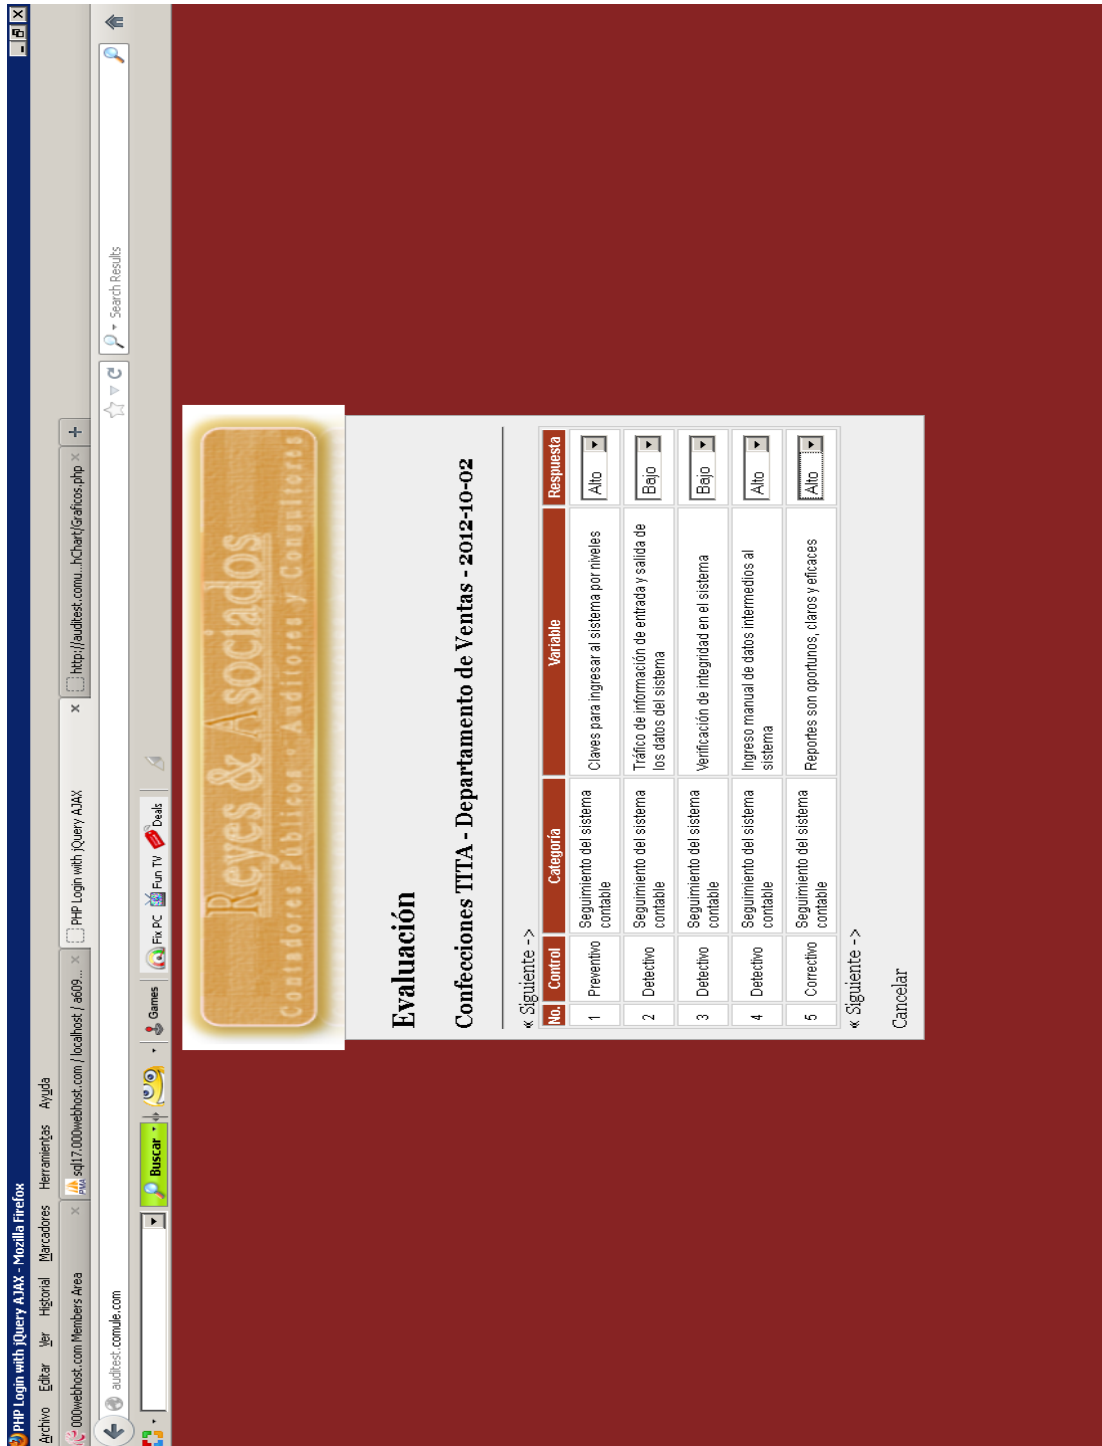 PHP Login with jQuery AJAX - Mozilla Firefox
Archivo Editar Ver Historial Marcadores Herramientas Ayuda
000webhost.com Members Area
PMA sql17.000webhost.com / localhost / a609...
PHP Login with jQuery AJAX
http://auditest.comu...hChart/Graficos.php
auditest.comule.com
Search Results
Buscar Games Fix PC Fun TV Deals
Reyes & Asociados
Contadores Publicos * Auditores y Consultores
Evaluación
Confecciones TITA - Departamento de Ventas - 2012-10-02
« Siguiente ->
No. Control Categoría Variable Respuesta
1 Preventivo Seguimiento del sistema contable Claves para ingresar al sistema por niveles Alto
2 Detectivo Seguimiento del sistema contable Tráfico de información de entrada y salida de los datos del sistema Bajo
3 Detectivo Seguimiento del sistema contable Verificación de integridad en el sistema Bajo
4 Detectivo Seguimiento del sistema contable Ingreso manual de datos intermedios al sistema Alto
5 Correctivo Seguimiento del sistema contable Reportes son oportunos, claros y eficaces Alto
« Siguiente ->
Cancelar